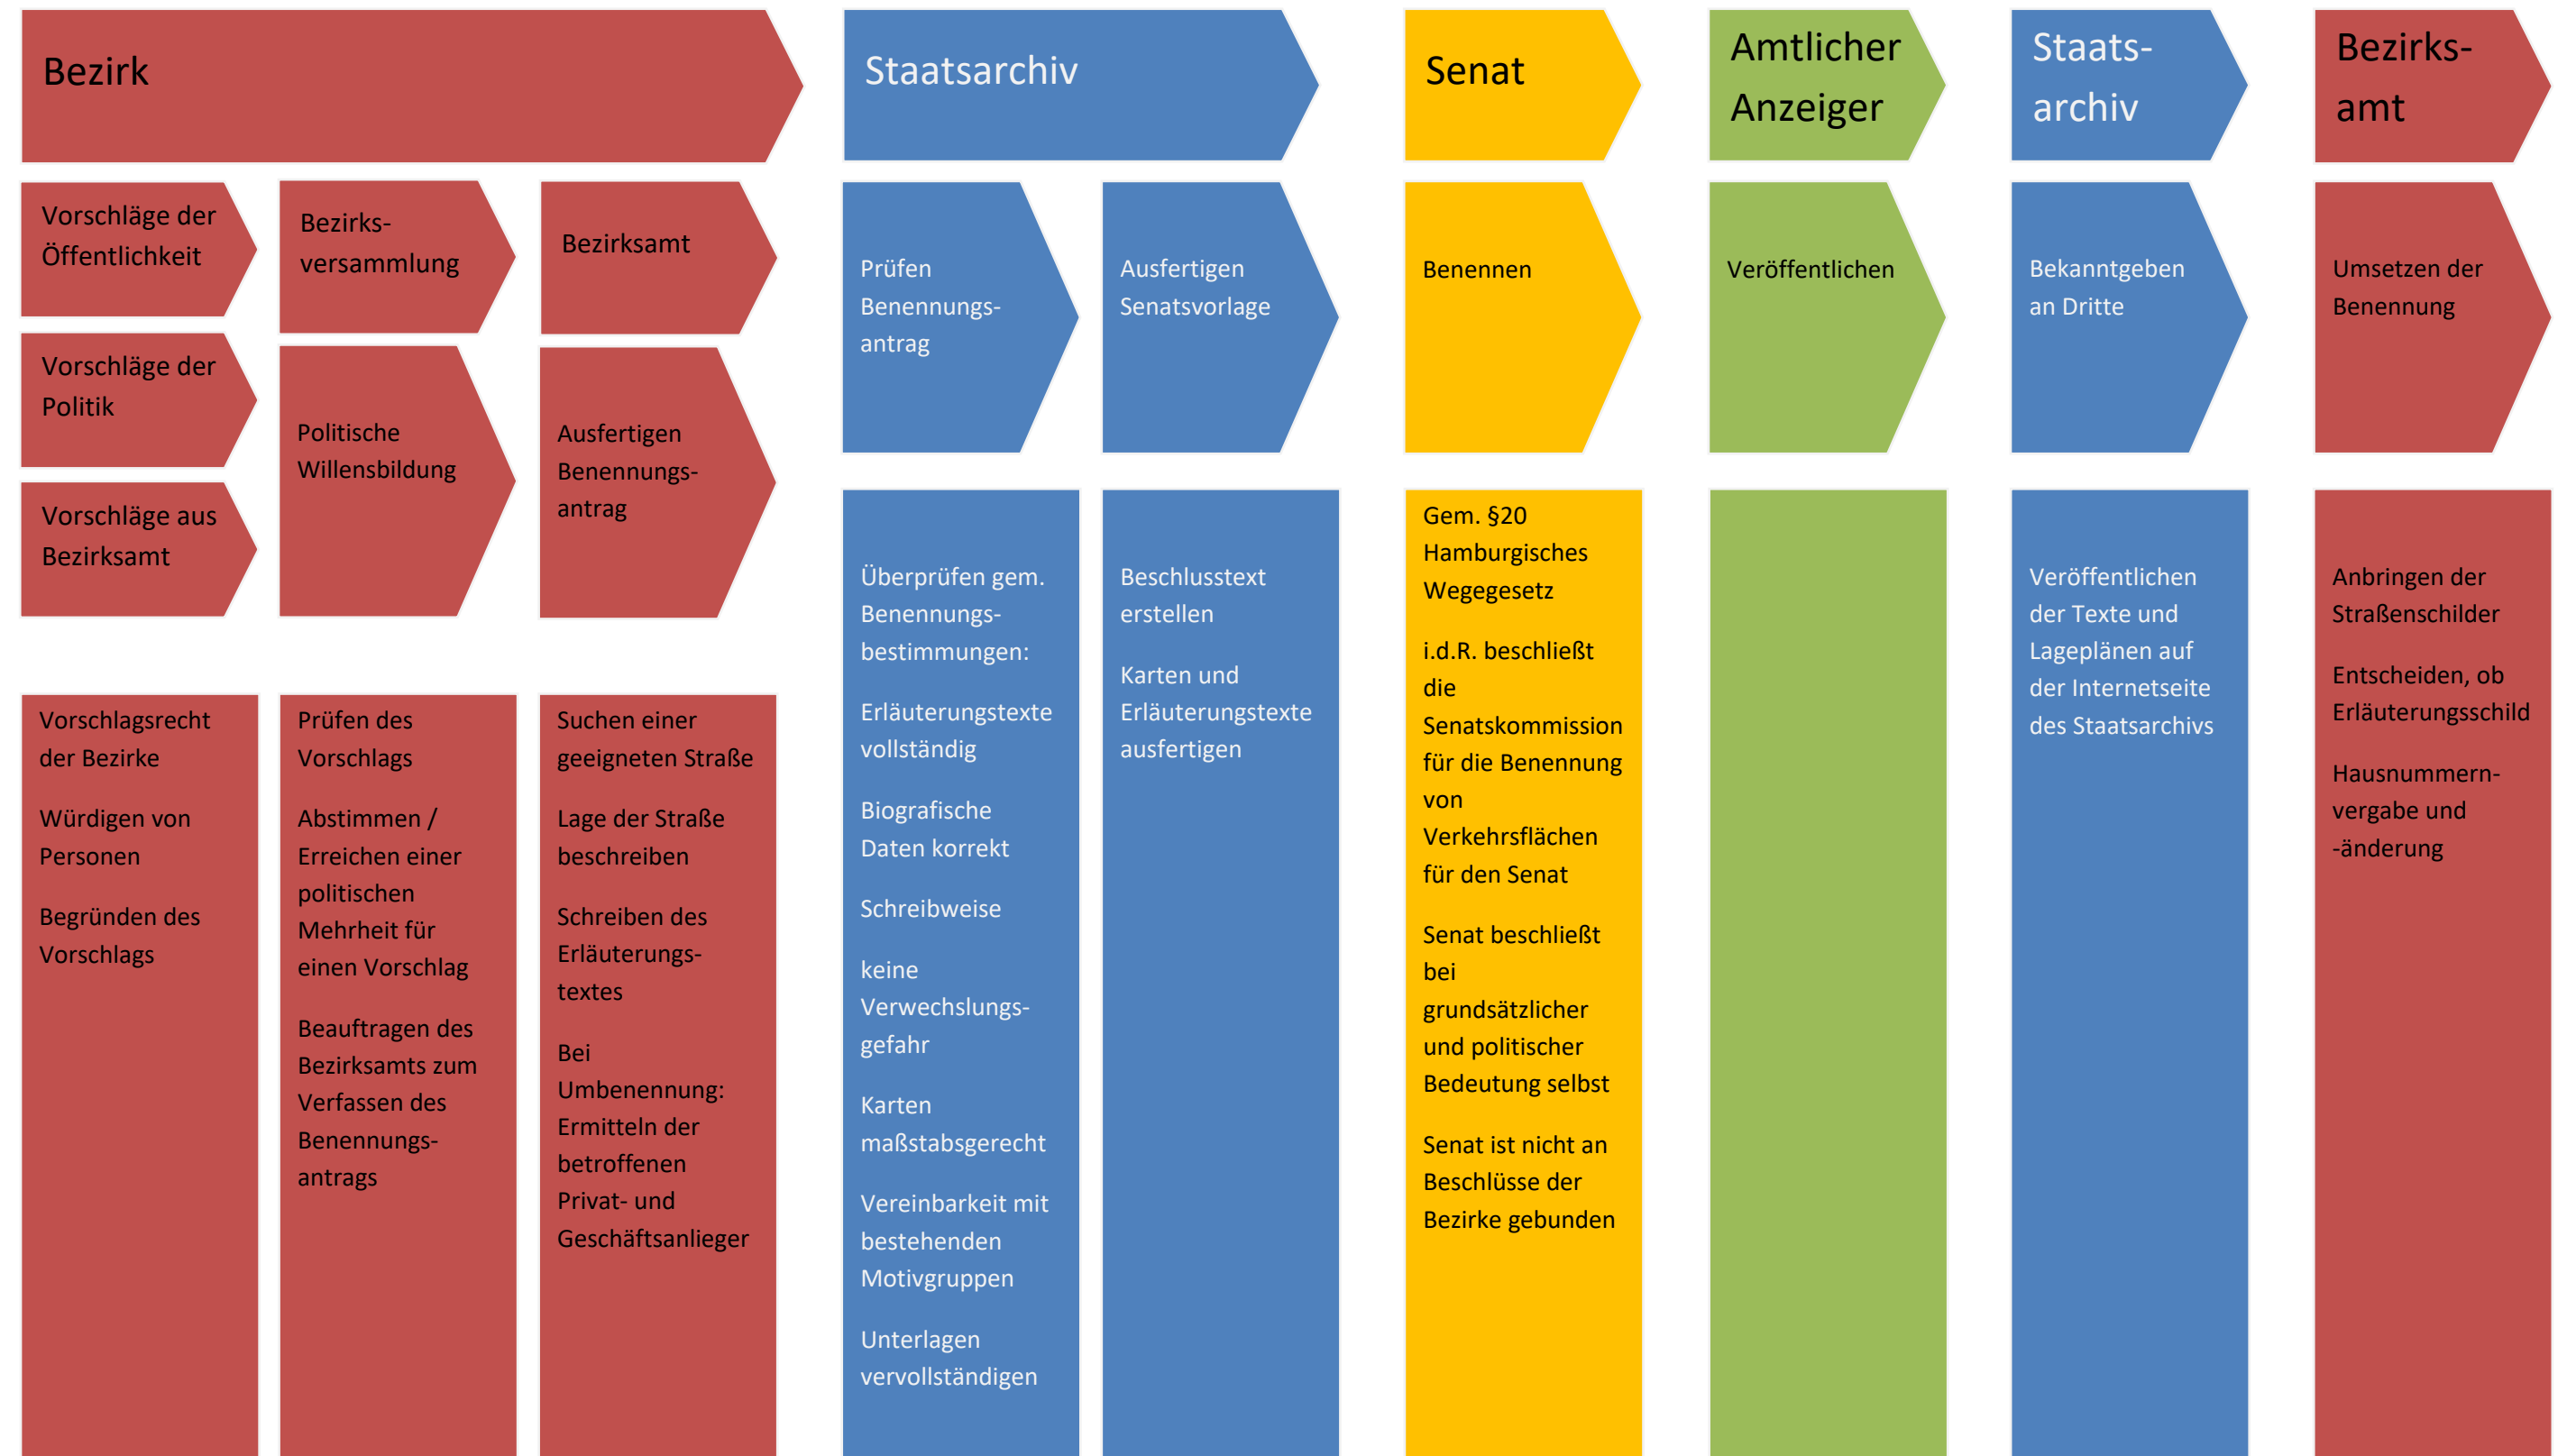 Bezirk
Staatsarchiv
Senat
Amtlicher
Anzeiger
Staats-
archiv
Bezirks-
amt
Vorschläge der
Öffentlichkeit
Vorschläge der
Politik
Vorschläge aus
Bezirksamt
Bezirks-
versammlung
Politische
Willensbildung
Bezirksamt
Ausfertigen
Benennungs-
antrag
Prüfen
Benennungs-
antrag
Ausfertigen
Senatsvorlage
Benennen
Veröffentlichen
Bekanntgeben
an Dritte
Umsetzen der
Benennung
Vorschlagsrecht
der Bezirke
Würdigen von
Personen
Begründen des
Vorschlags
Prüfen des
Vorschlags
Abstimmen /
Erreichen einer
politischen
Mehrheit für
einen Vorschlag
Beauftragen des
Bezirksamts zum
Verfassen des
Benennungs-
antrags
Suchen einer
geeigneten Straße
Lage der Straße
beschreiben
Schreiben des
Erläuterungs-
textes
Bei
Umbenennung:
Ermitteln der
betroffenen
Privat- und
Geschäftsanlieger
Überprüfen gem.
Benennungs-
bestimmungen:
Erläuterungstexte
vollständig
Biografische
Daten korrekt
Schreibweise
keine
Verwechslungs-
gefahr
Karten
maßstabsgerecht
Vereinbarkeit mit
bestehenden
Motivgruppen
Unterlagen
vervollständigen
Beschlusstext
erstellen
Karten und
Erläuterungstexte
ausfertigen
Gem. §20
Hamburgisches
Wegegesetz
i.d.R. beschließt
die
Senatskommission
für die Benennung
von
Verkehrsflächen
für den Senat
Senat beschließt
bei
grundsätzlicher
und politischer
Bedeutung selbst
Senat ist nicht an
Beschlüsse der
Bezirke gebunden
Veröffentlichen
der Texte und
Lageplänen auf
der Internetseite
des Staatsarchivs
Anbringen der
Straßenschilder
Entscheiden, ob
Erläuterungsschild
Hausnummern-
vergabe und
-änderung